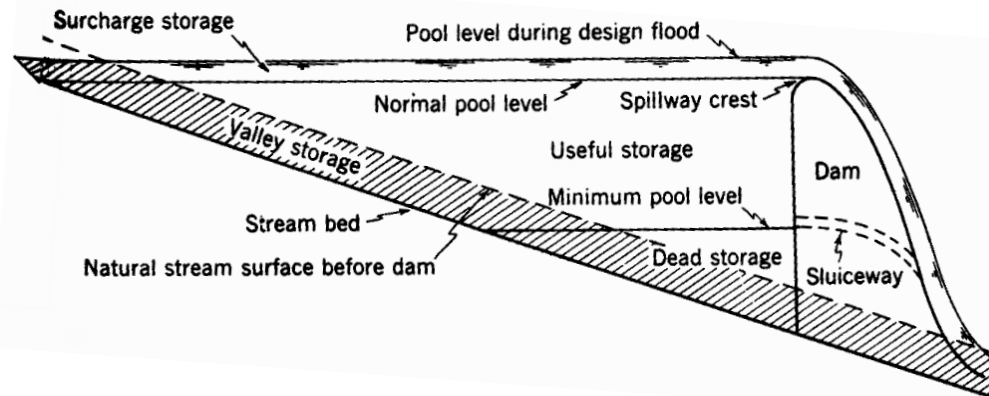 Surcharge storage
Pool level during design flood
Normal pool level
Spillway crest
Valley storage
Useful storage
Dam
Minimum pool level
Stream bed
Natural stream surface before dam
Dead storage
Sluiceway